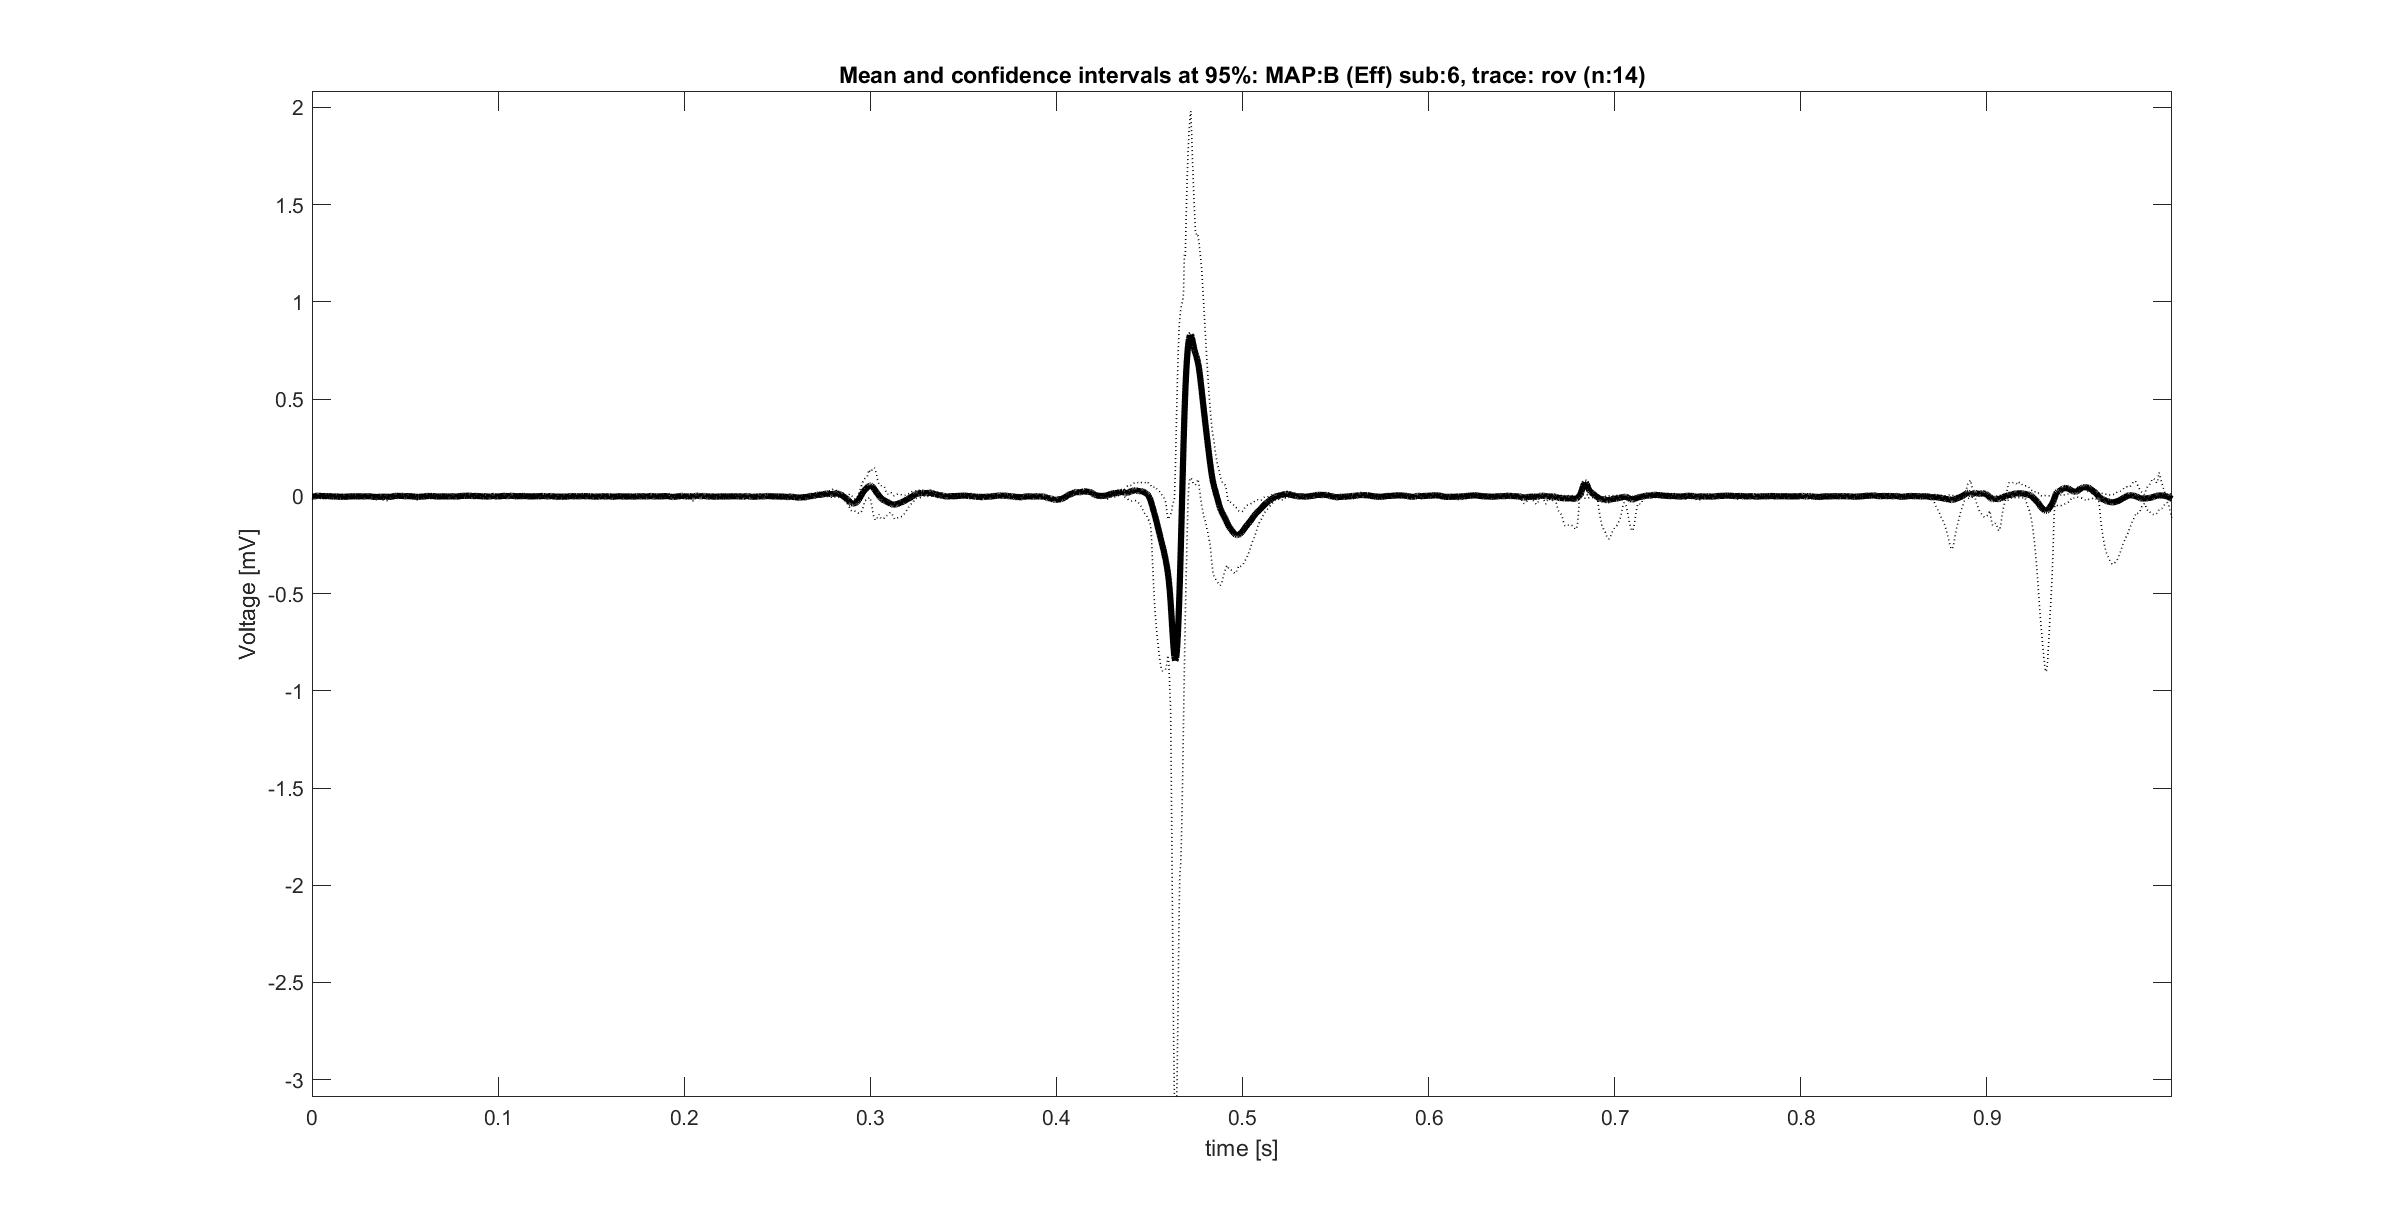 Mean and confidence intervals at 95%: MAP:B (Eff) sub:6, trace: rov (n:14)
2
1.5
1
0.5
0
-0.5
-1
-1.5
-2
-2.5
-3
Voltage [mV]
0 0.1 0.2 0.3 0.4 0.5 0.6 0.7 0.8 0.9
time [s]